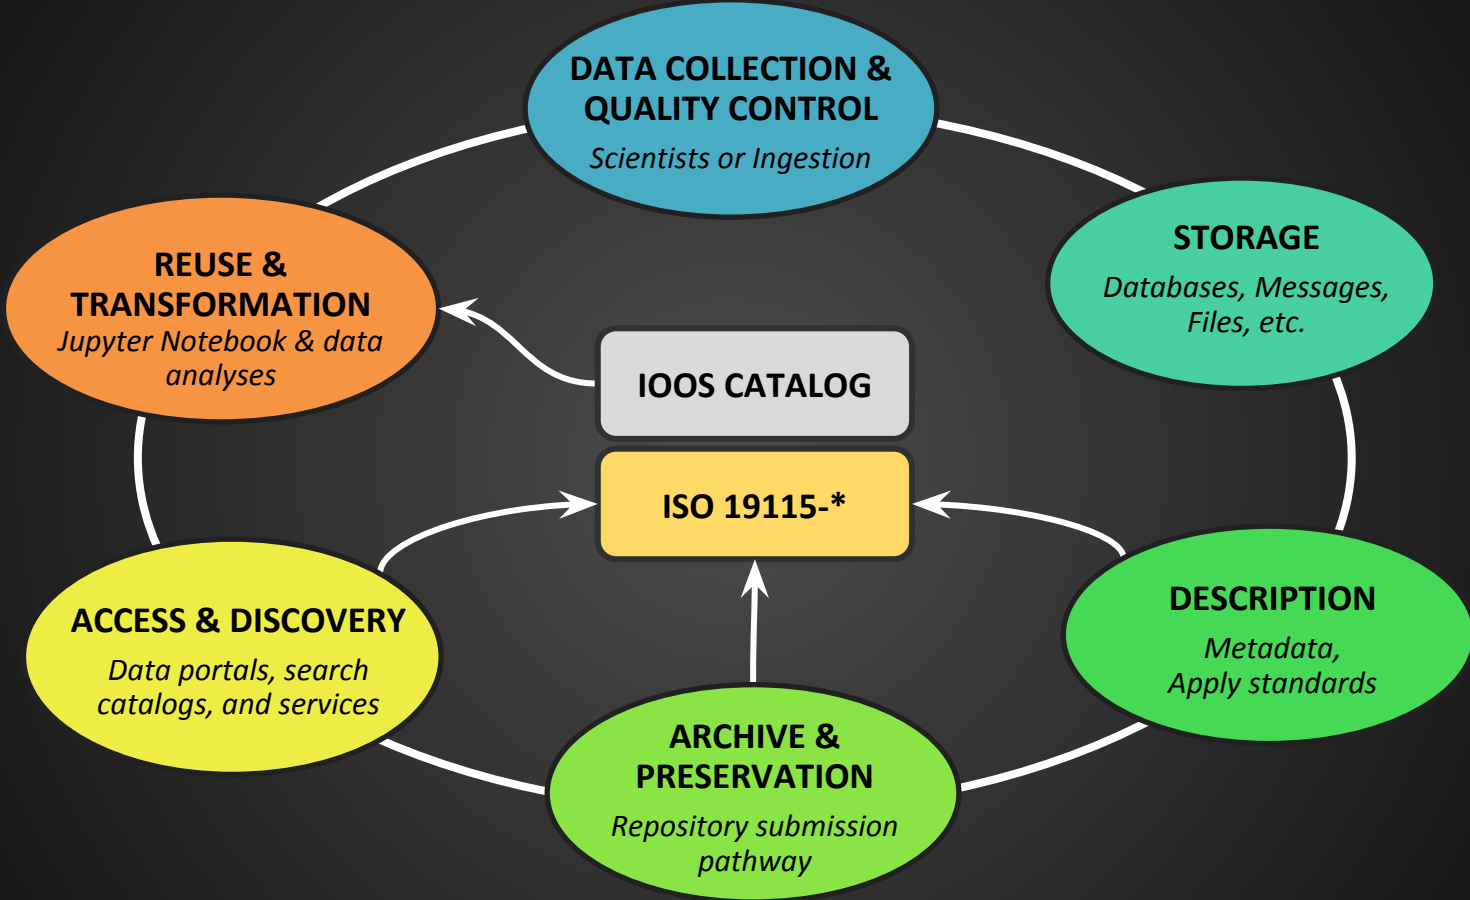 DATA COLLECTION &
QUALITY CONTROL
Scientists or Ingestion
STORAGE
Databases, Messages,
Files, etc.
REUSE &
TRANSFORMATION
Jupyter Notebook & data
analyses
IOOS CATALOG
ISO 19115-*
ACCESS & DISCOVERY
Data portals, search
catalogs, and services
DESCRIPTION
Metadata,
Apply standards
ARCHIVE &
PRESERVATION
Repository submission
pathway